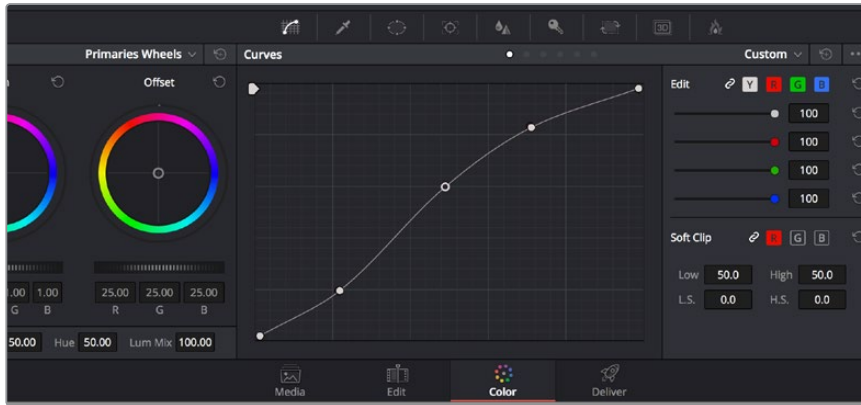 3D
Primaries Wheels
Curves
Custom
Offset
Edit Y R G B
100
100
100
100
Soft Clip R G B
Low 50.0 High 50.0
L.S. 0.0 H.S. 0.0
1.00 25.00 25.00 25.00
G B R G B
50.00 Hue 50.00 Lum Mix 100.00
Media Edit Color Deliver